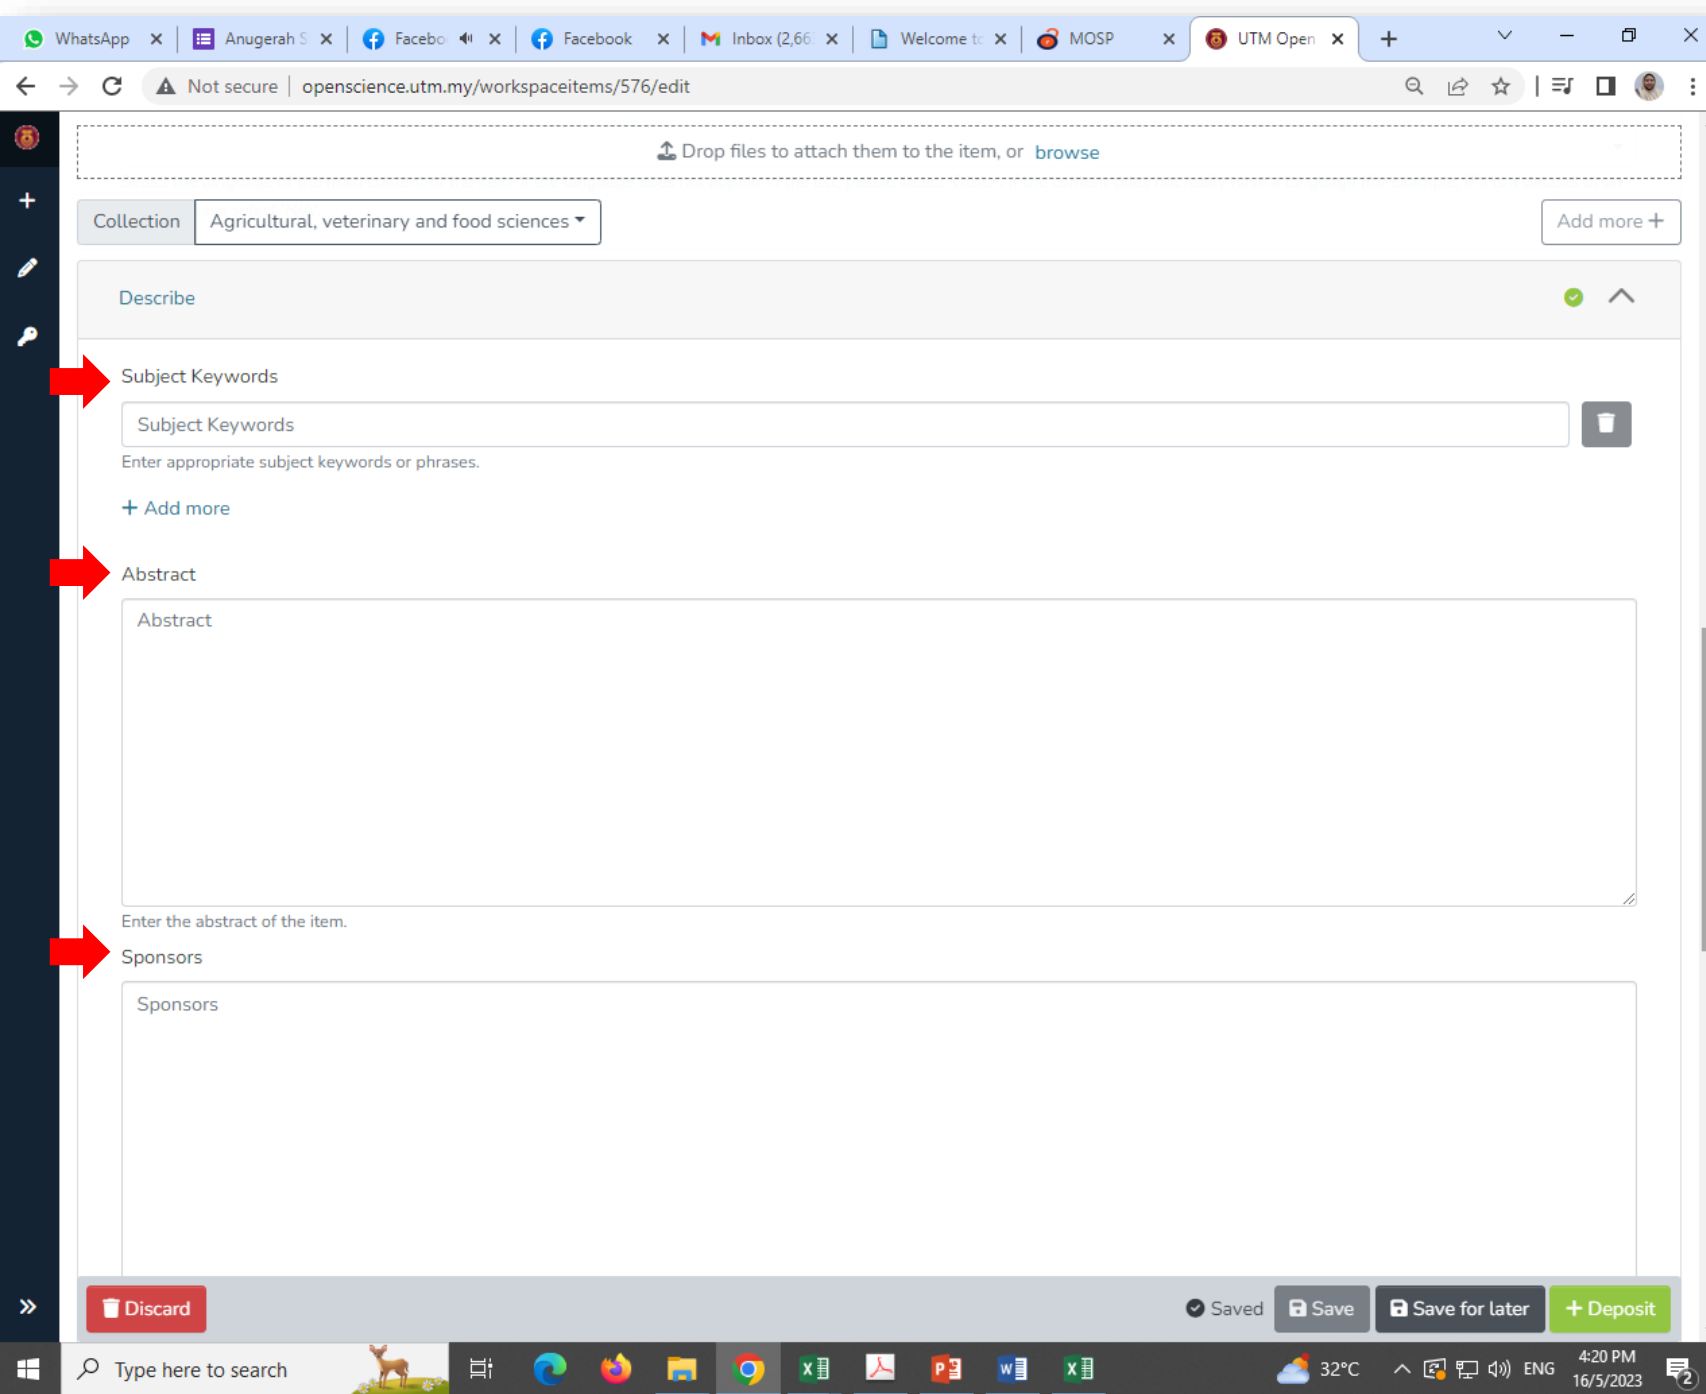 WhatsApp
Anugerah S
Facebo
Facebook
Inbox (2,66
Welcome to
MOSP
UTM Open
Not secure
openscience.utm.my/workspaceitems/576/edit
Drop files to attach them to the item, or browse
Collection
Agricultural, veterinary and food sciences
Add more +
Describe
Subject Keywords
Subject Keywords
Enter appropriate subject keywords or phrases.
+ Add more
Abstract
Abstract
Enter the abstract of the item.
Sponsors
Sponsors
Discard
Saved
Save
Save for later
+ Deposit
Type here to search
32°C
ENG
4:20 PM
16/5/2023
2